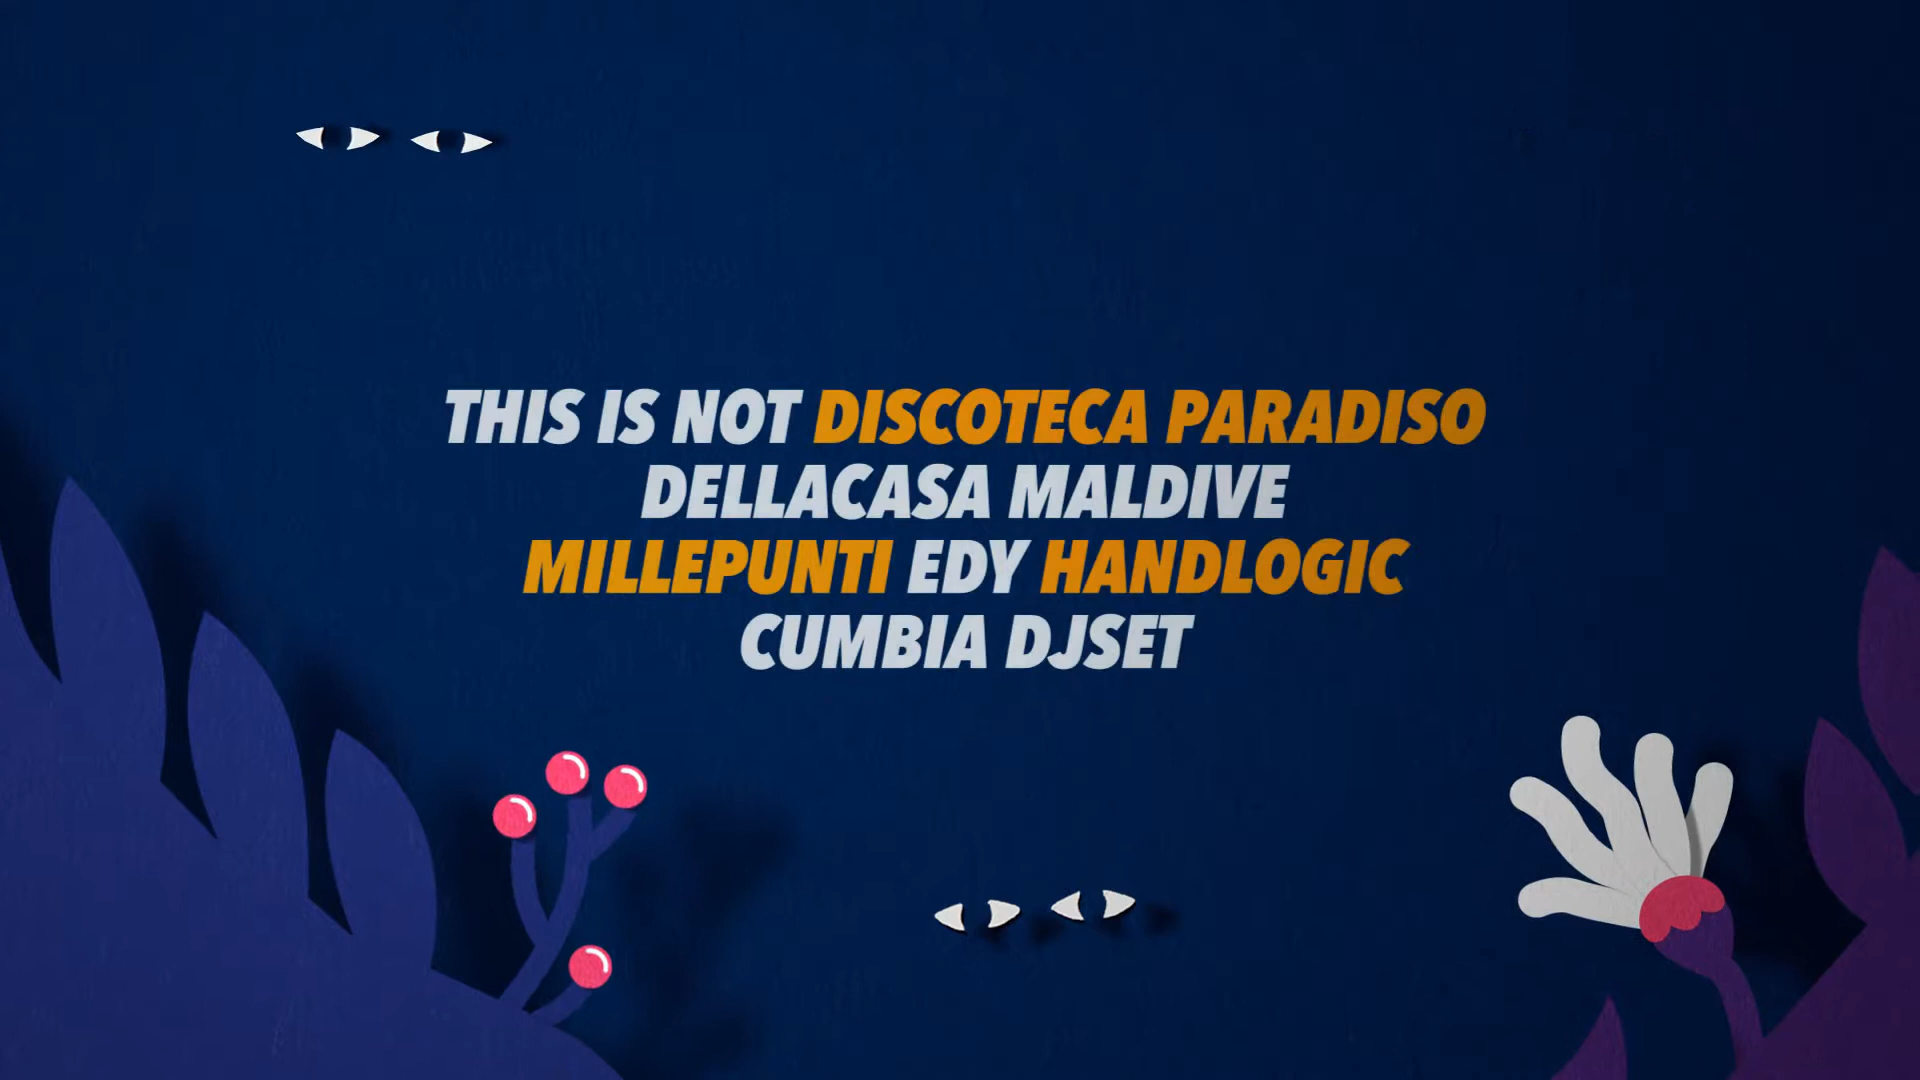 THIS IS NOT DISCOTECA PARADISO
DELLACASA MALDIVE
MILLEPUNTI EDY HANDLOGIC
CUMBIA DJSET